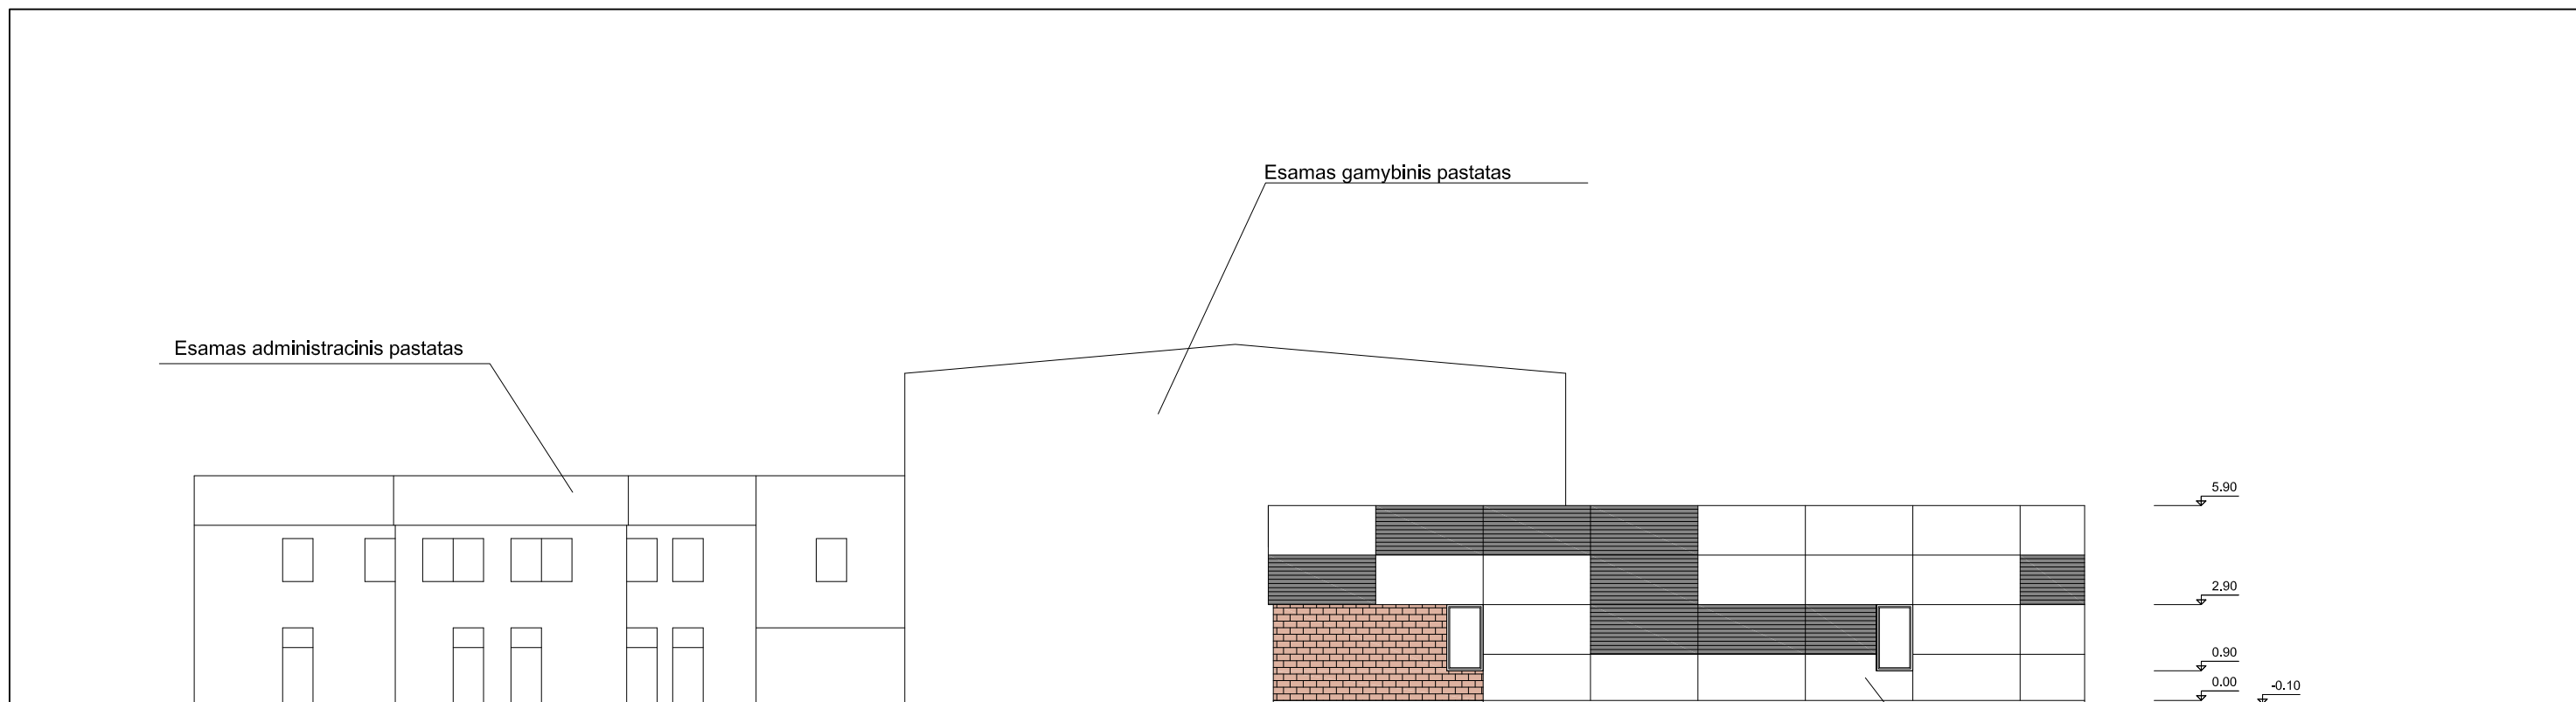 Esamas gamybinis pastatas
Esamas administracinis pastatas
5.90
2.90
0.90
0.00
-0.10